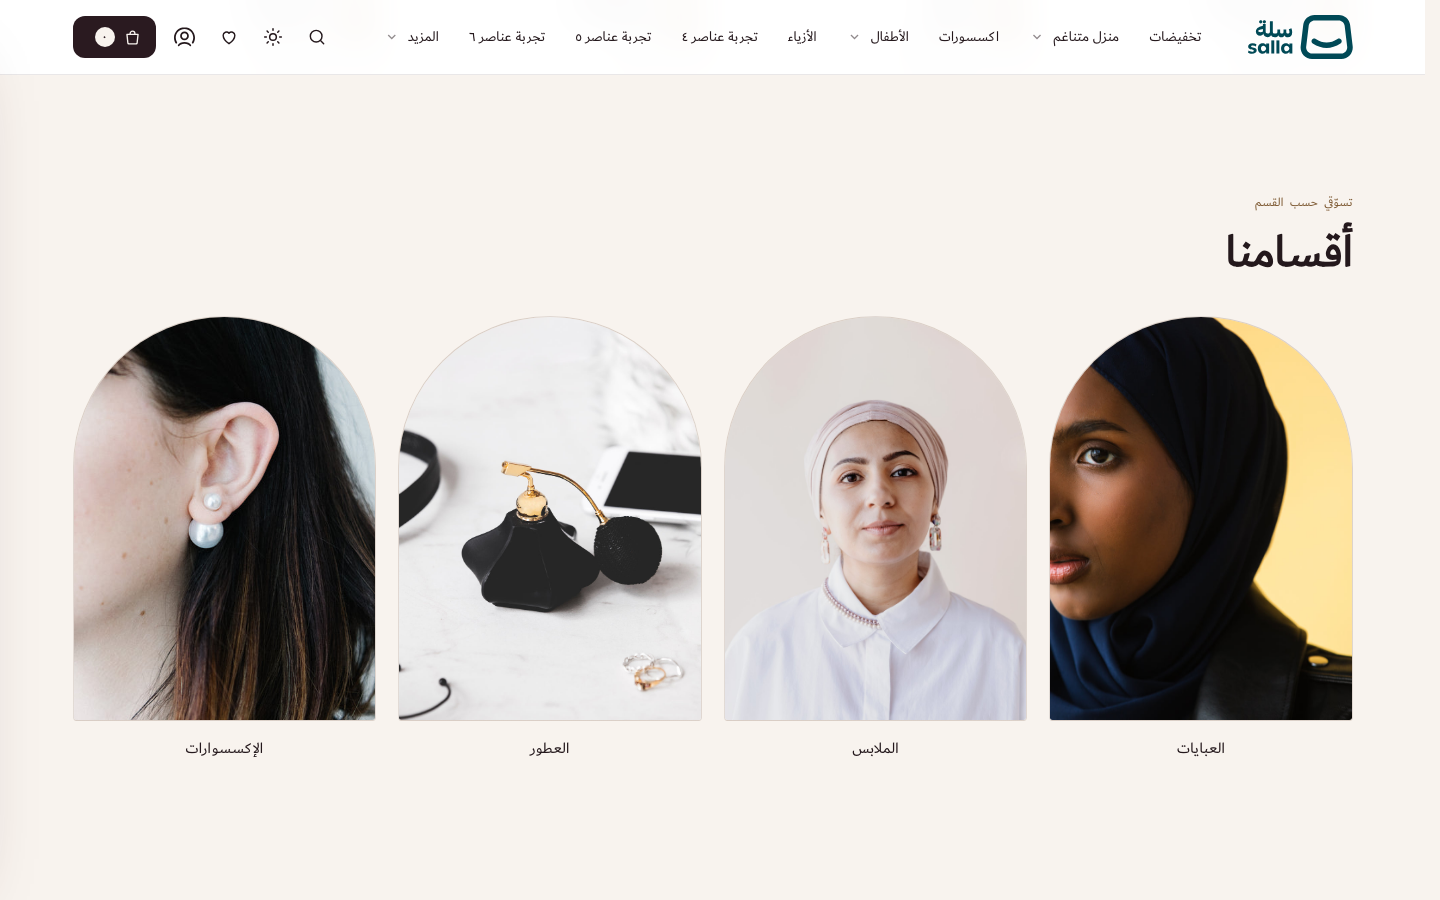 سلة
salla
تخفيضات
منزل متناغم
اكسسورات
الأطفال
الأزياء
تجربة عناصر ٤
تجربة عناصر ٥
تجربة عناصر ٦
المزيد
٠
تسوّقي حسب القسم
أقسامنا
العبايات
الملابس
العطور
الإكسسوارات